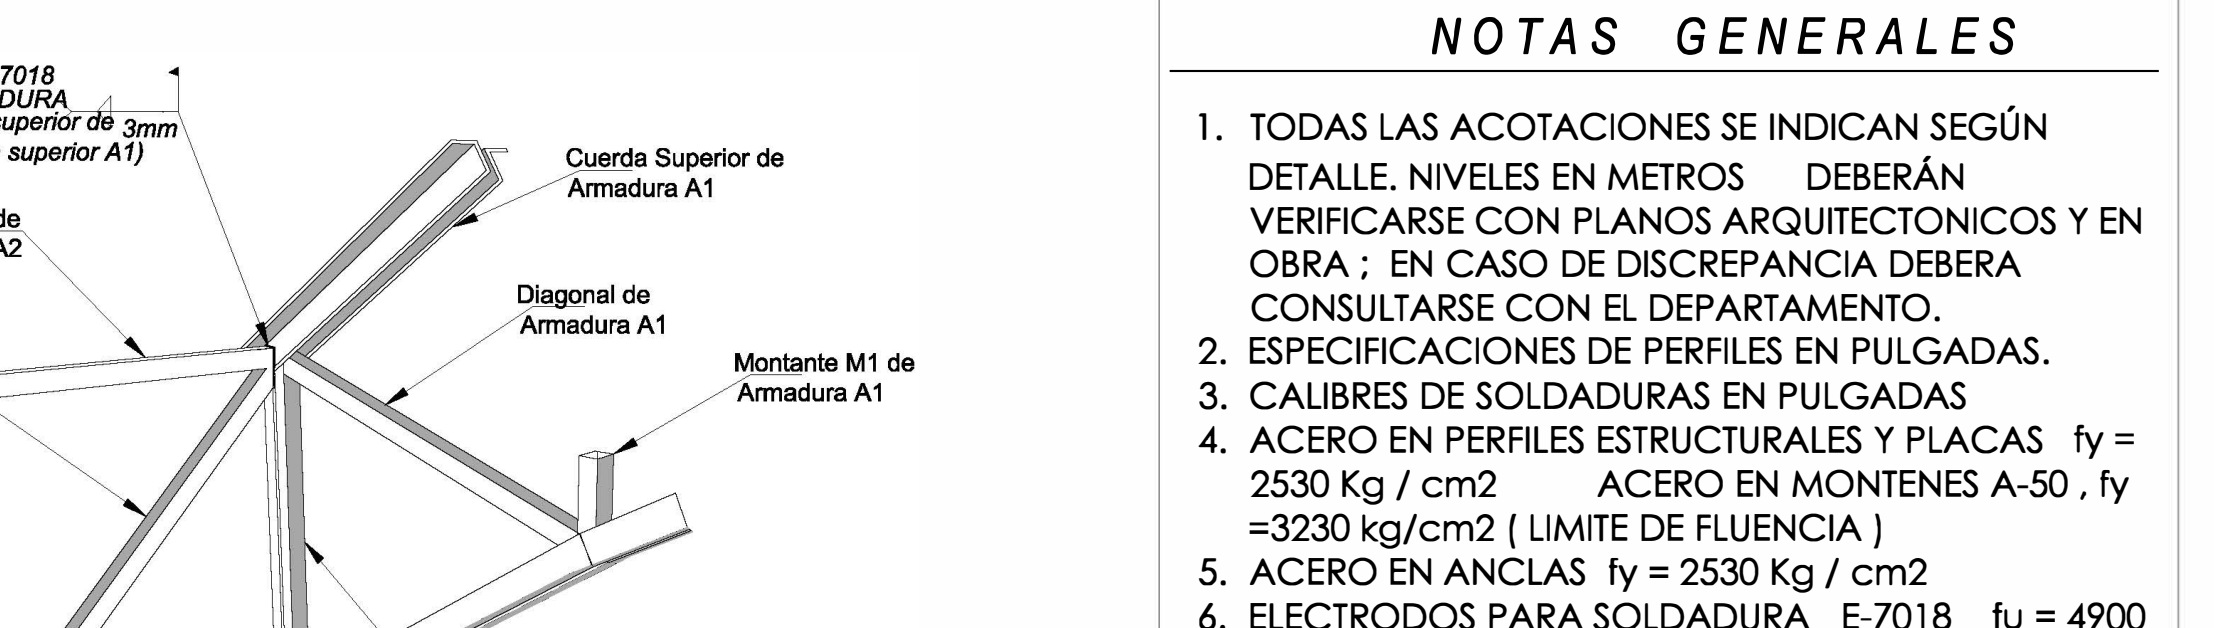 7018
DURA
superior de 3mm
superior A1)
de
A2
Cuerda Superior de
Armadura A1
Diagonal de
Armadura A1
Montante M1 de
Armadura A1
NOTAS GENERALES
1. TODAS LAS ACOTACIONES SE INDICAN SEGÚN
DETALLE. NIVELES EN METROS DEBERÁN
VERIFICARSE CON PLANOS ARQUITECTONICOS Y EN
OBRA ; EN CASO DE DISCREPANCIA DEBERA
CONSULTARSE CON EL DEPARTAMENTO.
2. ESPECIFICACIONES DE PERFILES EN PULGADAS.
3. CALIBRES DE SOLDADURAS EN PULGADAS
4. ACERO EN PERFILES ESTRUCTURALES Y PLACAS fy =
2530 Kg / cm2 ACERO EN MONTENES A-50 , fy
=3230 kg/cm2 ( LIMITE DE FLUENCIA )
5. ACERO EN ANCLAS fy = 2530 Kg / cm2
6. ELECTRODOS PARA SOLDADURA E-7018 fu = 4900